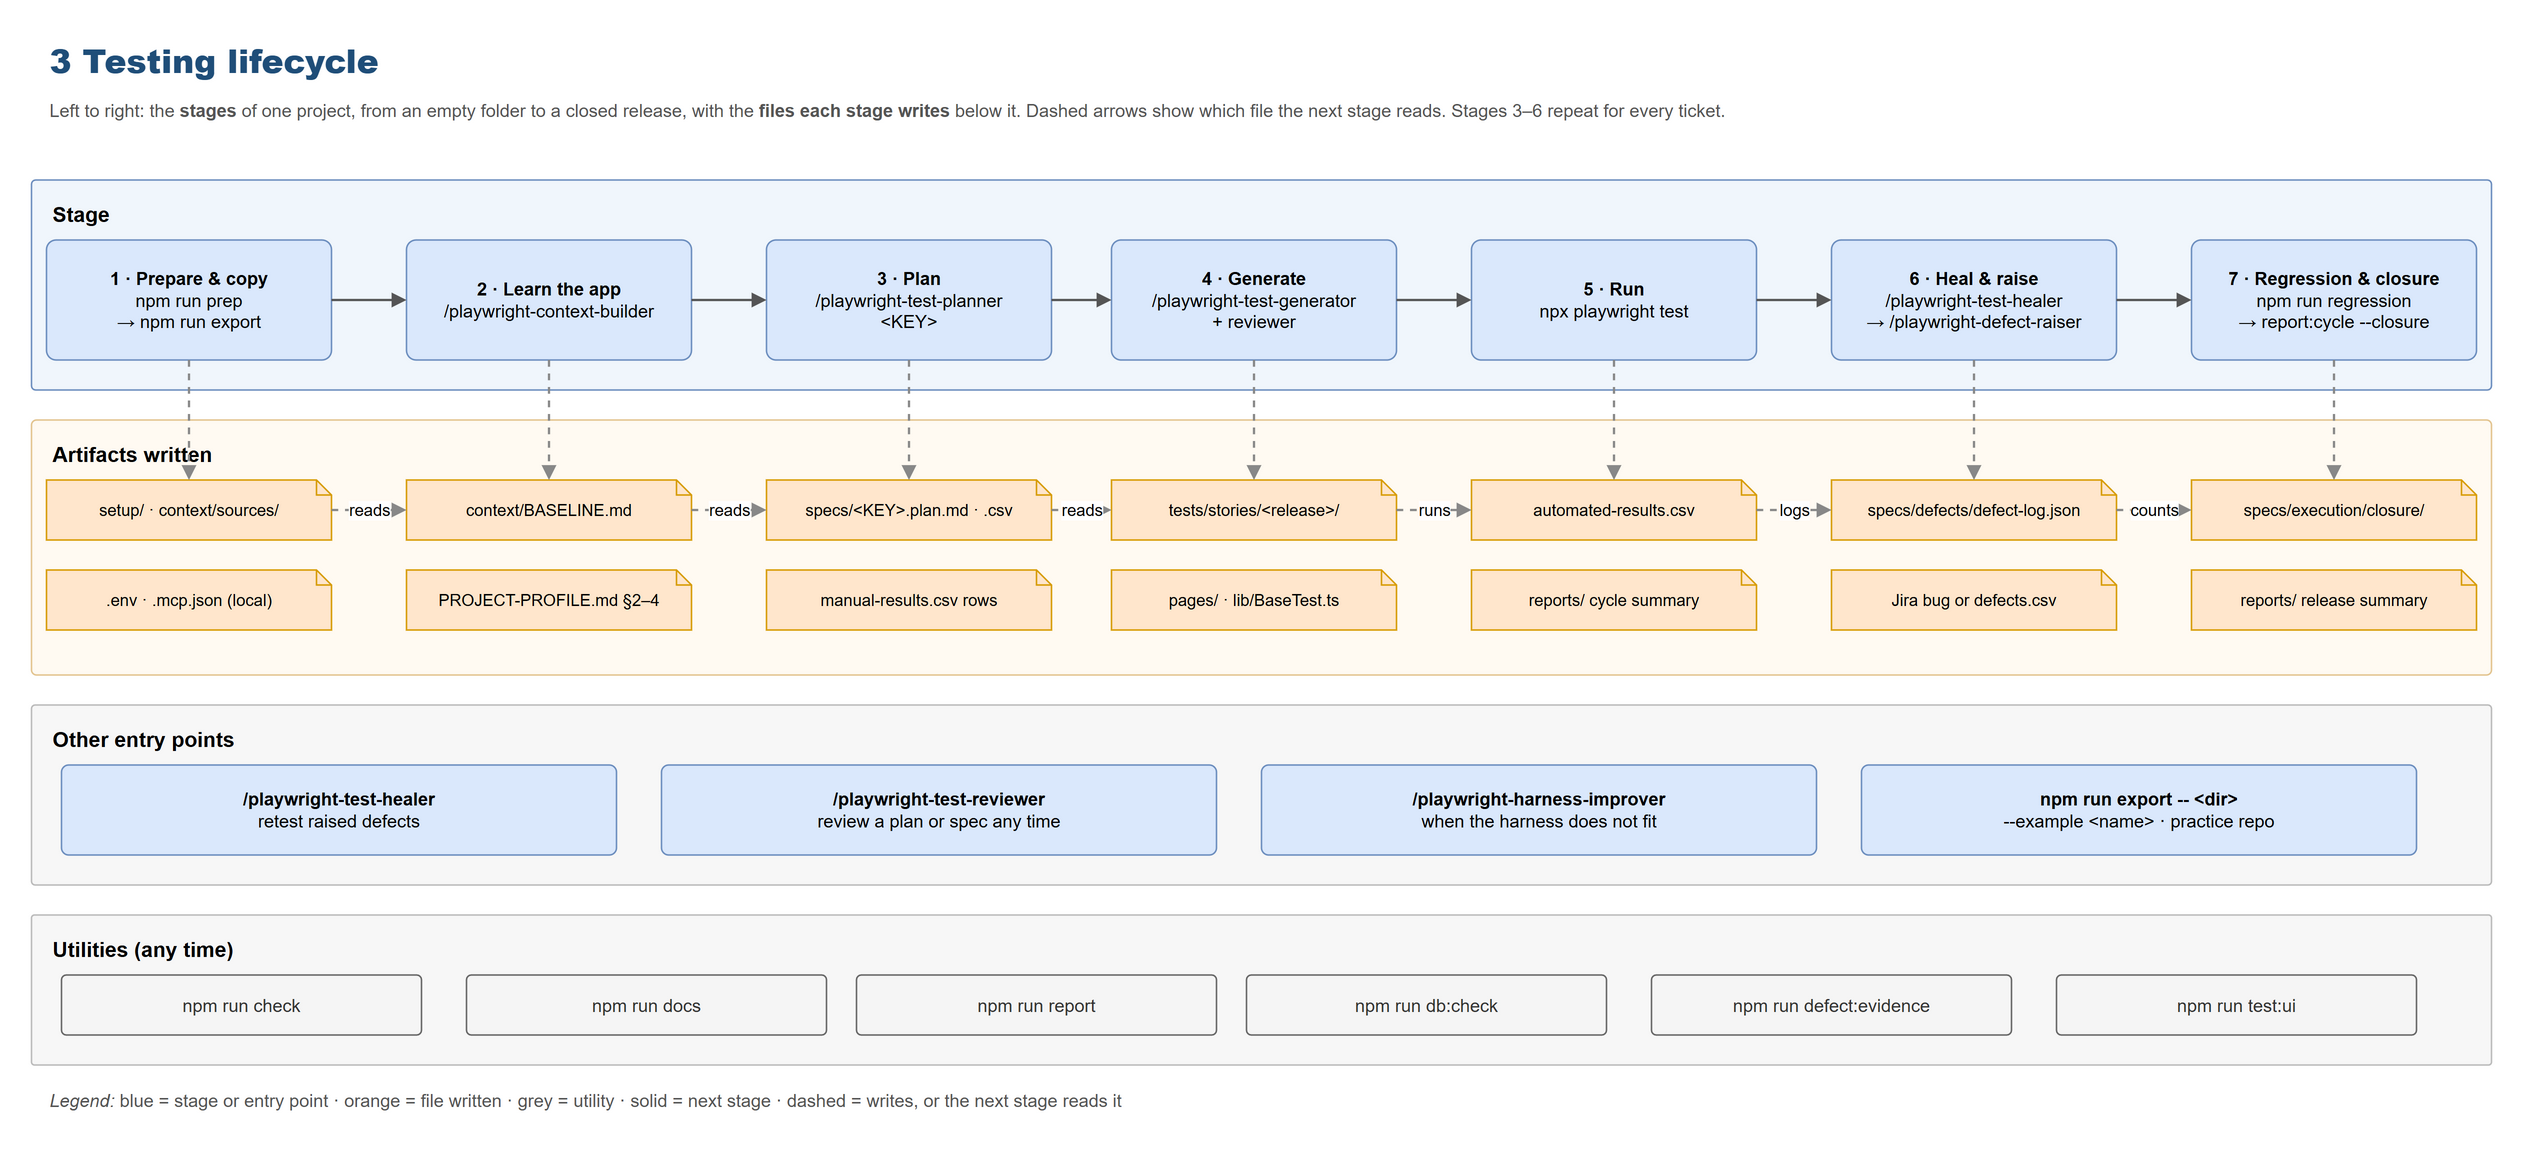 3 Testing lifecycle
Left to right: the stages of one project, from an empty folder to a closed release, with the files each stage writes below it. Dashed arrows show which file the next stage reads. Stages 3–6 repeat for every ticket.
Stage
1 · Prepare & copy
npm run prep
→ npm run export
2 · Learn the app
/playwright-context-builder
3 · Plan
/playwright-test-planner
<KEY>
4 · Generate
/playwright-test-generator
+ reviewer
5 · Run
npx playwright test
6 · Heal & raise
/playwright-test-healer
→ /playwright-defect-raiser
7 · Regression & closure
npm run regression
→ report:cycle --closure
Artifacts written
setup/ · context/sources/
reads
context/BASELINE.md
reads
specs/<KEY>.plan.md · .csv
reads
tests/stories/<release>/
runs
automated-results.csv
logs
specs/defects/defect-log.json
counts
specs/execution/closure/
.env · .mcp.json (local)
PROJECT-PROFILE.md §2–4
manual-results.csv rows
pages/ · lib/BaseTest.ts
reports/ cycle summary
Jira bug or defects.csv
reports/ release summary
Other entry points
/playwright-test-healer
retest raised defects
/playwright-test-reviewer
review a plan or spec any time
/playwright-harness-improver
when the harness does not fit
npm run export -- <dir>
--example <name> · practice repo
Utilities (any time)
npm run check
npm run docs
npm run report
npm run db:check
npm run defect:evidence
npm run test:ui
Legend: blue = stage or entry point · orange = file written · grey = utility · solid = next stage · dashed = writes, or the next stage reads it